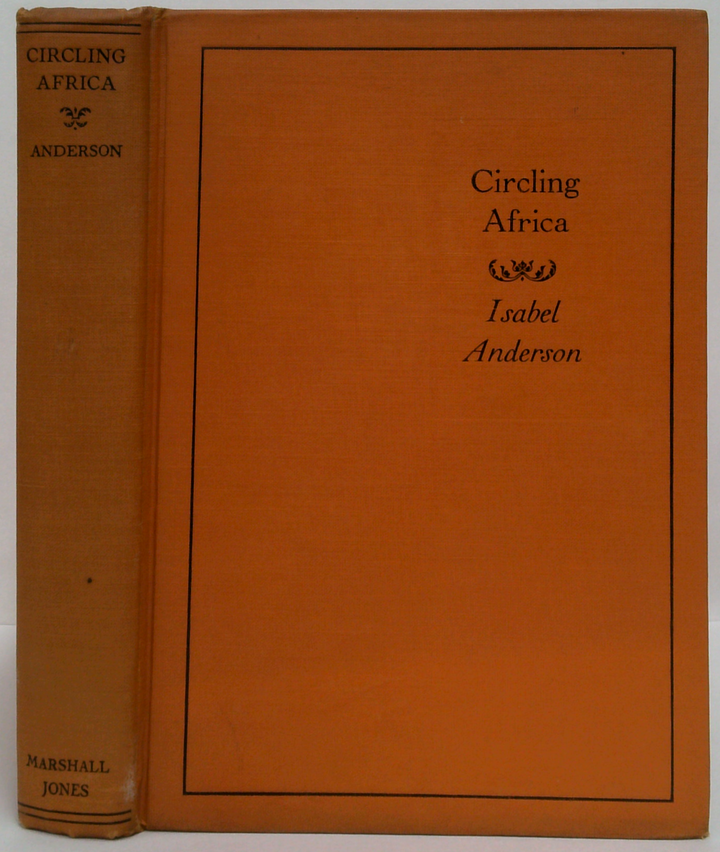 CIRCLING
AFRICA
ANDERSON
MARSHALL
JONES
Circling
Africa
Isabel
Anderson